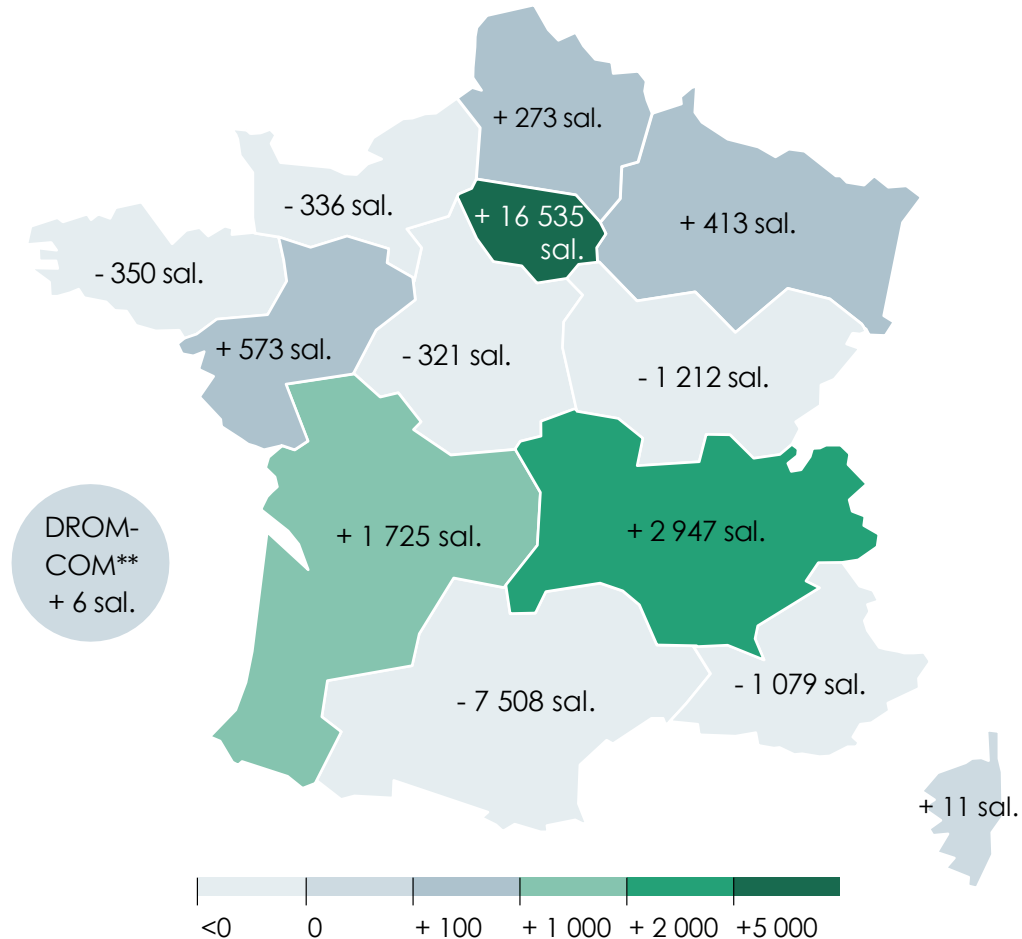 + 273 sal.
- 336 sal.
+ 16 535
sal.
+ 413 sal.
- 350 sal.
+ 573 sal.
- 321 sal.
- 1 212 sal.
DROM-
COM**
+ 6 sal.
+ 1 725 sal.
+ 2 947 sal.
- 7 508 sal.
- 1 079 sal.
+ 11 sal.
<0 0 + 100 + 1 000 + 2 000 +5 000